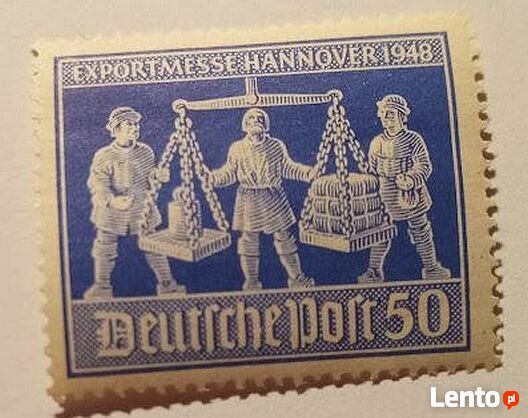 EXPORTMESSE HANNOVER 1948
Deutsche Post 50
Lento pl